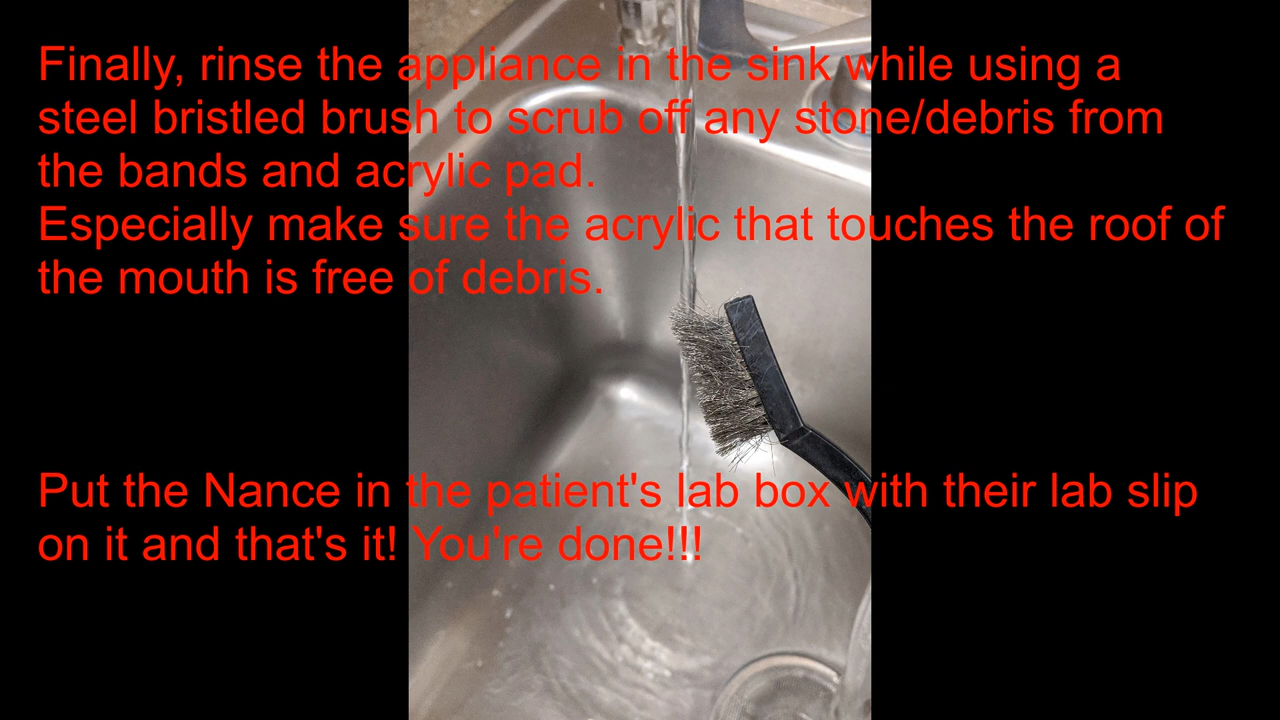 Finally, rinse the appliance in the sink while using a
steel bristled brush to scrub off any stone/debris from
the bands and acrylic pad.
Especially make sure the acrylic that touches the roof of
the mouth is free of debris.
Put the Nance in the patient's lab box with their lab slip
on it and that's it! You're done!!!